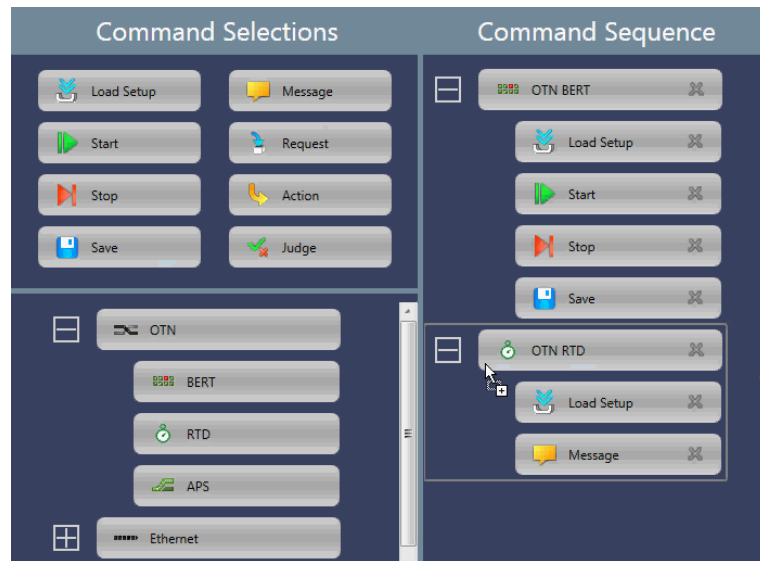 Command Selections
Load Setup
Message
Start
Request
Stop
Action
Save
Judge
OTN
BERT
RTD
APS
Ethernet
Command Sequence
OTN BERT
Load Setup
Start
Stop
Save
OTN RTD
Load Setup
Message